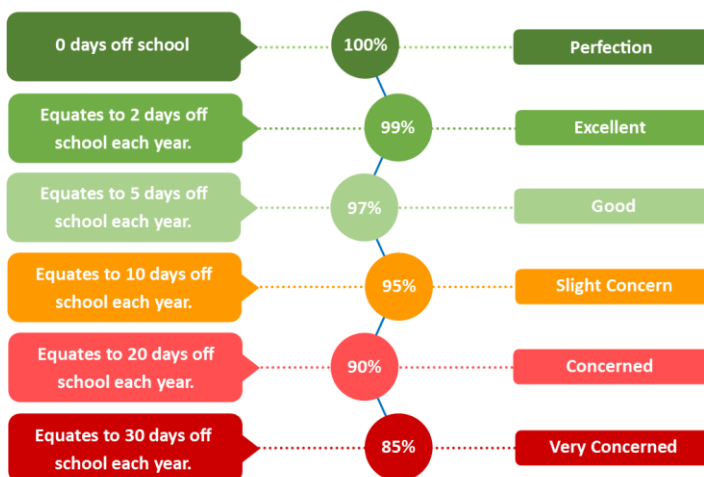 0 days off school
100%
Perfection
Equates to 2 days off
school each year.
99%
Excellent
Equates to 5 days off
school each year.
97%
Good
Equates to 10 days off
school each year.
95%
Slight Concern
Equates to 20 days off
school each year.
90%
Concerned
Equates to 30 days off
school each year.
85%
Very Concerned